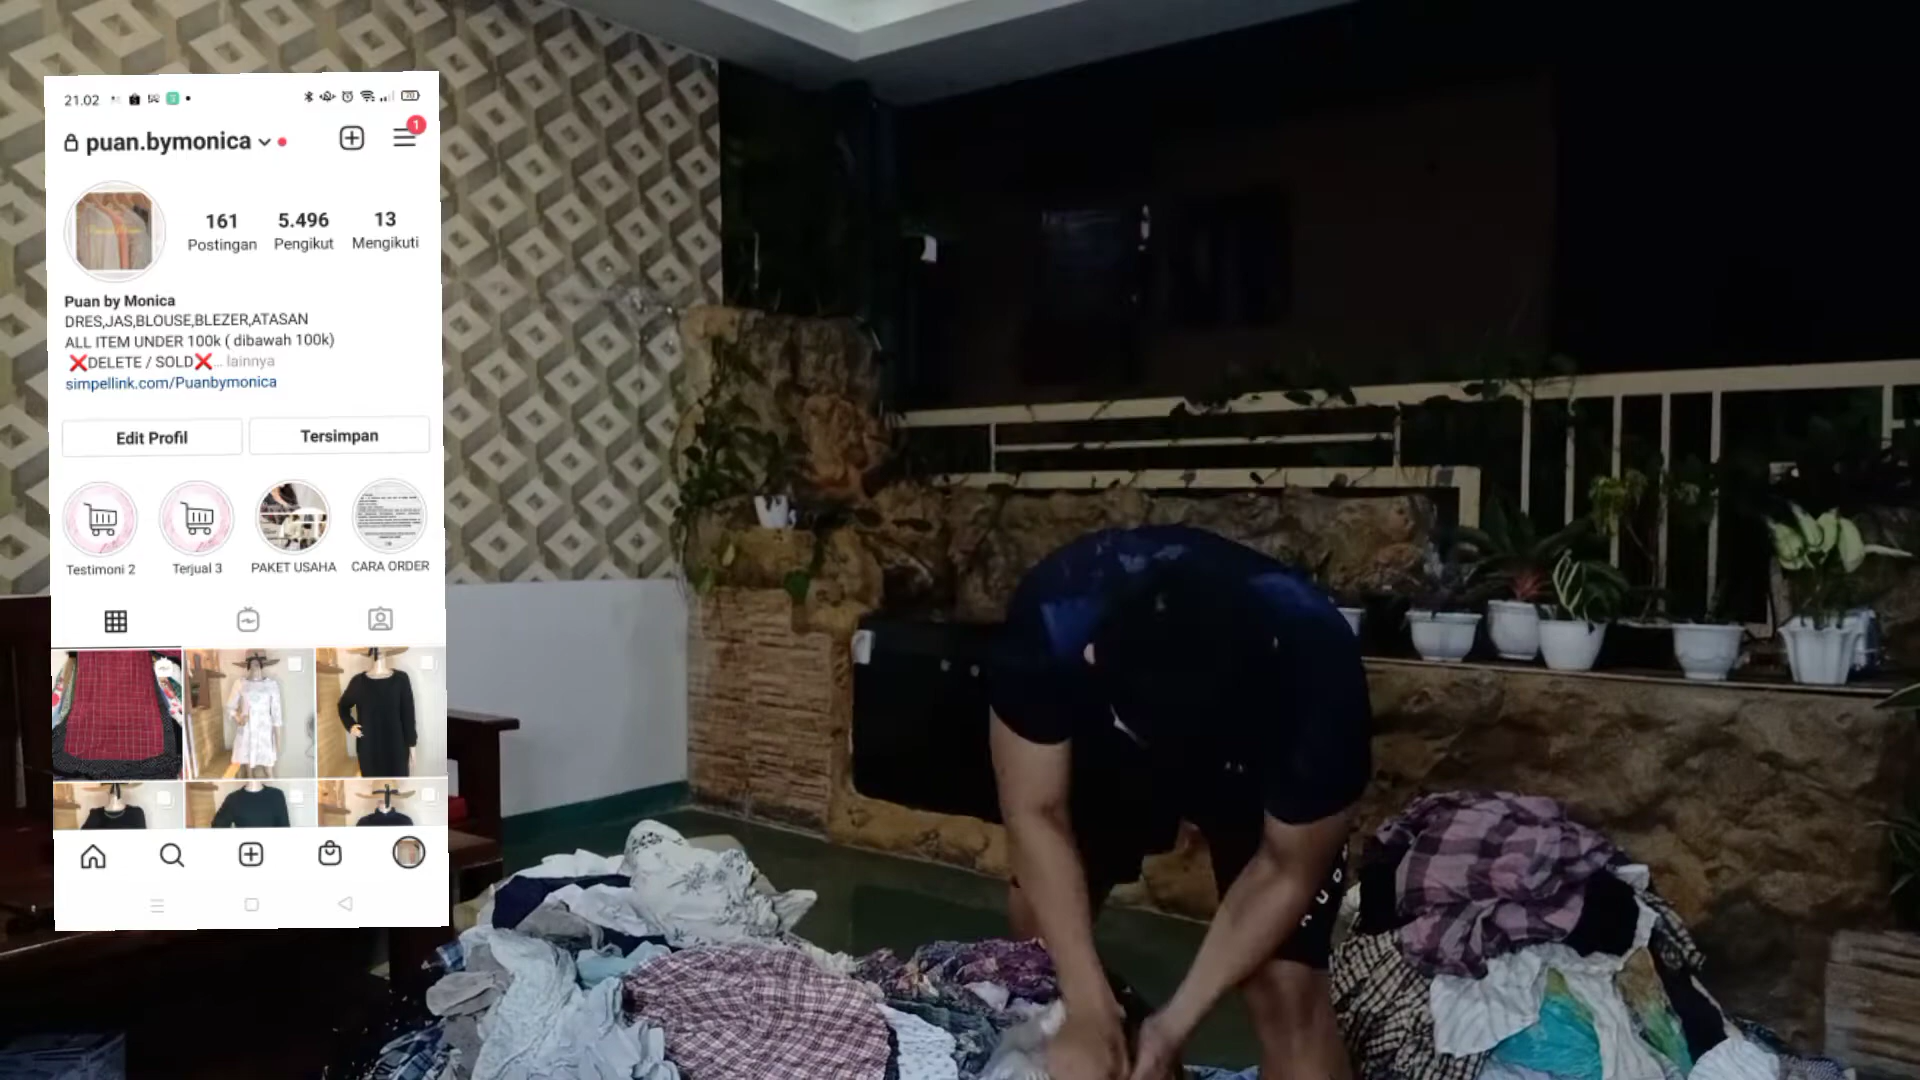 21.02
70
puan.bymonica
1
161
5.496
13
Postingan
Pengikut
Mengikuti
Puan by Monica
DRES,JAS,BLOUSE,BLEZER,ATASAN
ALL ITEM UNDER 100k ( dibawah 100k)
❌DELETE / SOLD❌... lainnya
simpellink.com/Puanbymonica
Edit Profil
Tersimpan
Testimoni 2
Terjual 3
PAKET USAHA
CARA ORDER